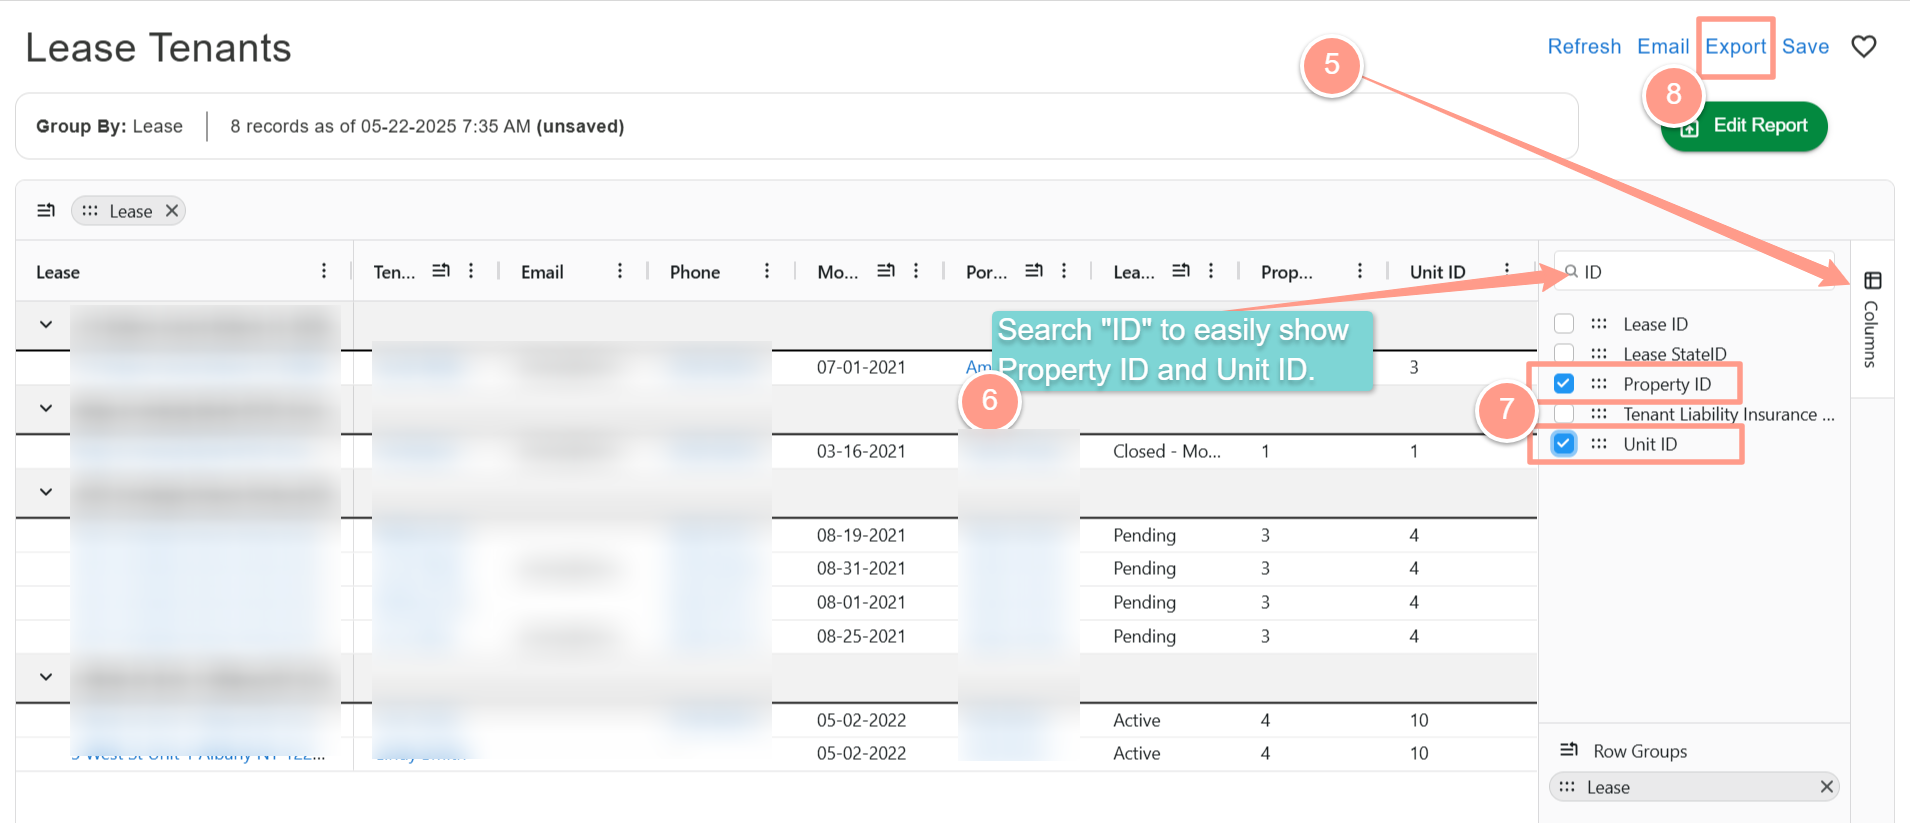 Lease Tenants
Refresh Email Export Save
5
8
Group By: Lease 8 records as of 05-22-2025 7:35 AM (unsaved)
Edit Report
Lease
Lease Ten... Email Phone Mo... Por... Lea... Prop... Unit ID
ID
Columns
Search "ID" to easily show
Property ID and Unit ID.
6
7
Lease ID
Lease StateID
Property ID
Tenant Liability Insurance ...
Unit ID
07-01-2021 Am 3
03-16-2021 Closed - Mo... 1 1
08-19-2021 Pending 3 4
08-31-2021 Pending 3 4
08-01-2021 Pending 3 4
08-25-2021 Pending 3 4
05-02-2022 Active 4 10
05-02-2022 Active 4 10
Row Groups
Lease